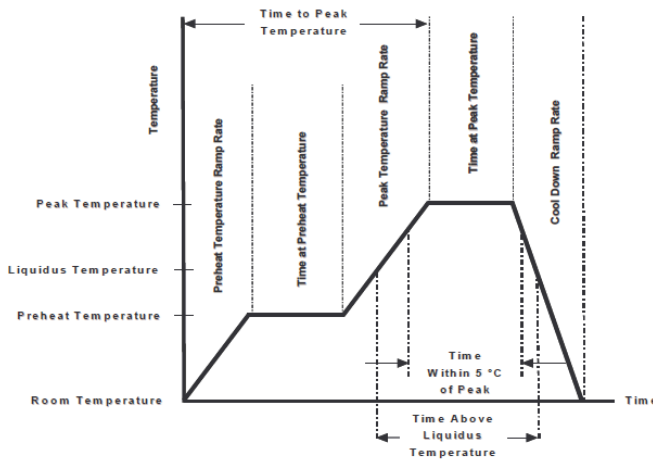 Time to Peak
Temperature
Temperature
Preheat Temperature Ramp Rate
Time at Preheat Temperature
Peak Temperature Ramp Rate
Time at Peak Temperature
Cool Down Ramp Rate
Peak Temperature
Liquidus Temperature
Preheat Temperature
Room Temperature
Time
Within 5 °C
of Peak
Time
Time Above
Liquidus
Temperature